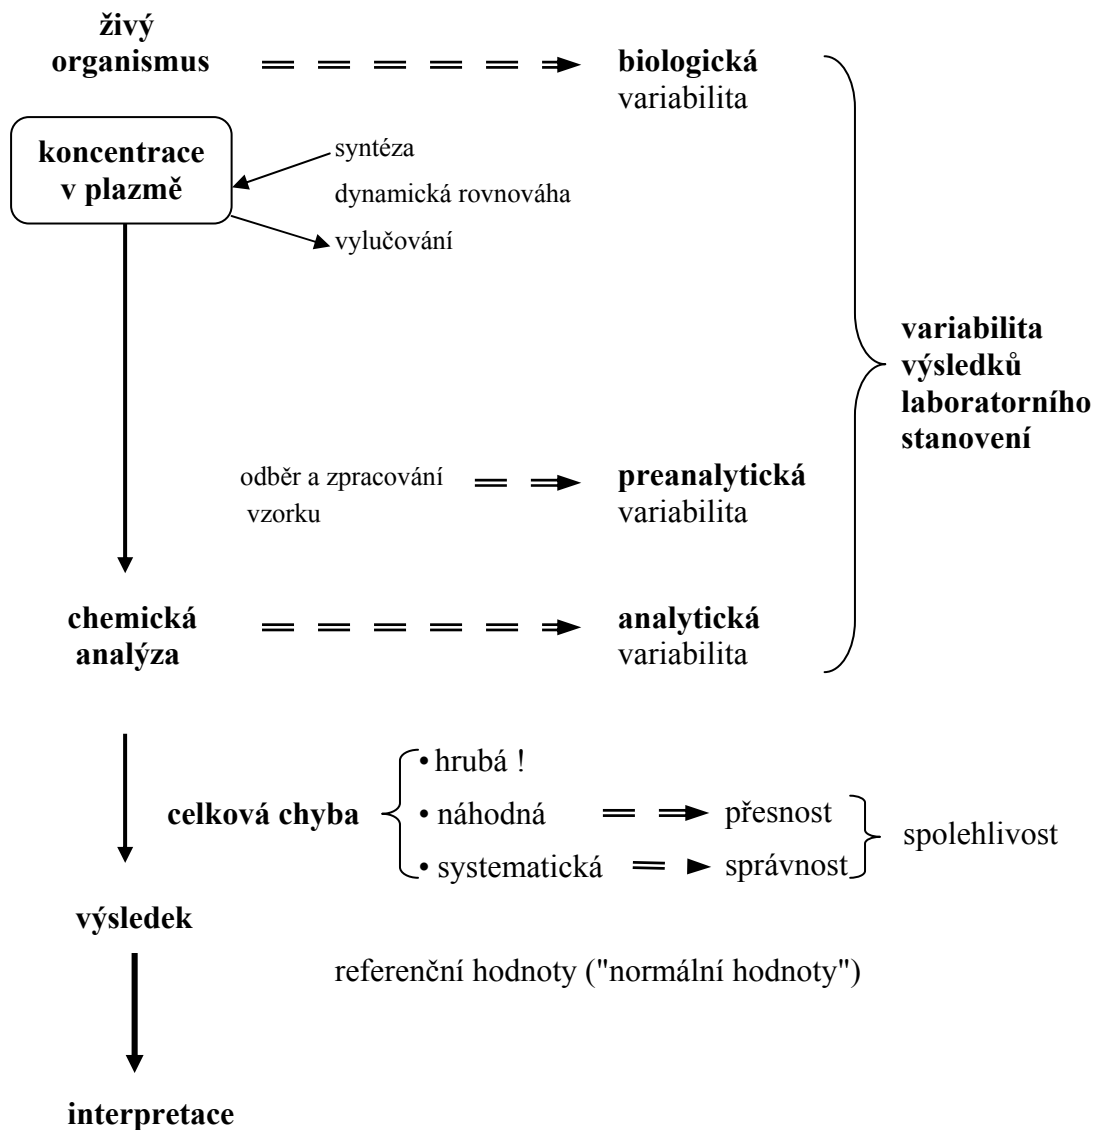 živý
organismus
biologická
variabilita
koncentrace
v plazmě
syntéza
dynamická rovnováha
vylučování
variabilita
výsledků
laboratorního
stanovení
odběr a zpracování
vzorku
preanalytická
variabilita
chemická
analýza
analytická
variabilita
celková chyba
• hrubá !
• náhodná
přesnost
• systematická
správnost
spolehlivost
výsledek
referenční hodnoty ("normální hodnoty")
interpretace